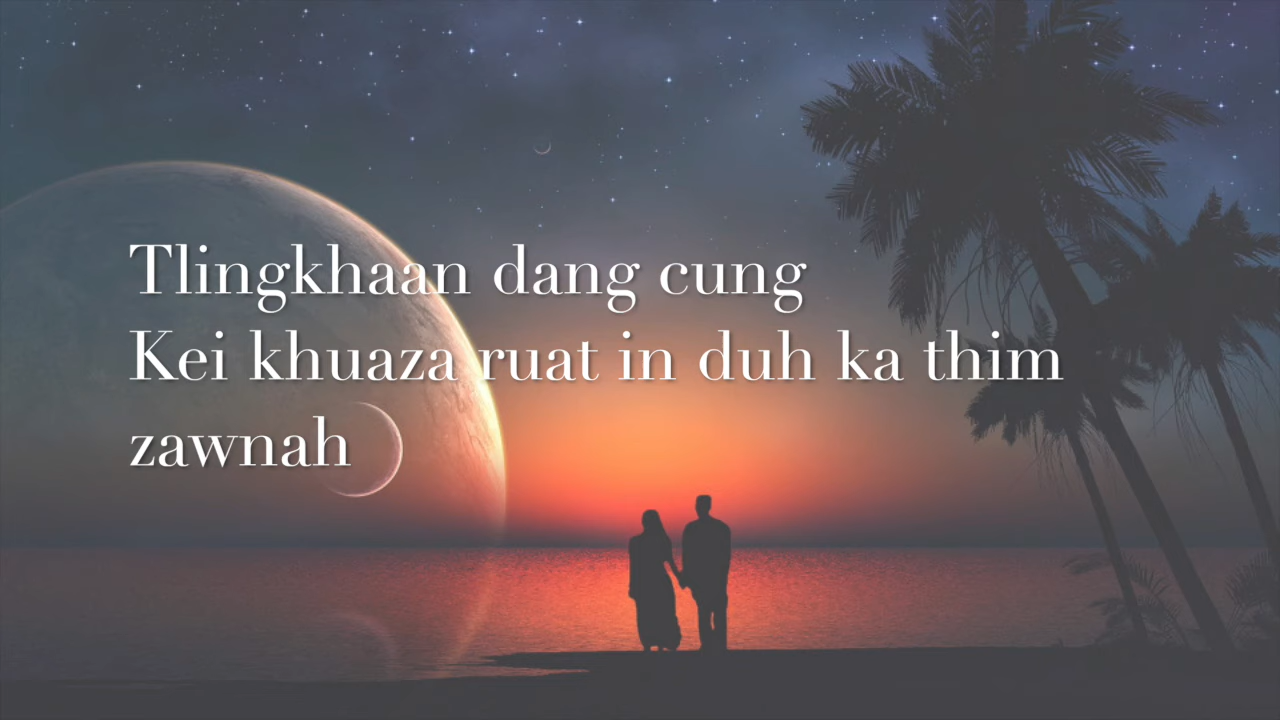 Tlingkhaan dang cung
Kei khuaza ruat in duh ka thim
zawnah